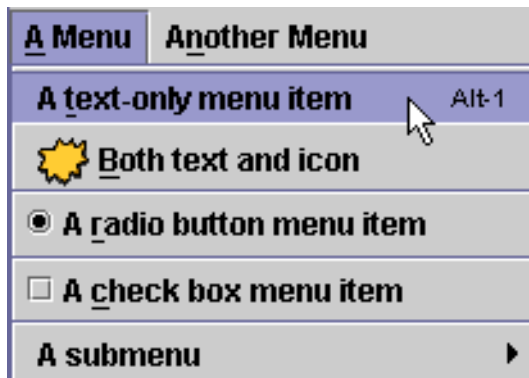 A Menu Another Menu
A text-only menu item Alt-1
Both text and icon
A radio button menu item
A check box menu item
A submenu